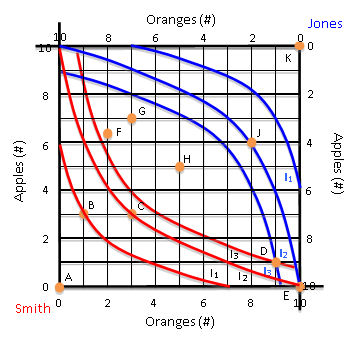 Oranges (#)
Jones
10 8 6 4 2 0
10 0
K
8 2
G
F
6 J 4
H
Apples (#)
Apples (#)
4 I₁ 6
B C
2 8
D I₂
I₃
I₁ I₂ I₃
A
0 E 10
0 2 4 6 8 10
Smith
Oranges (#)